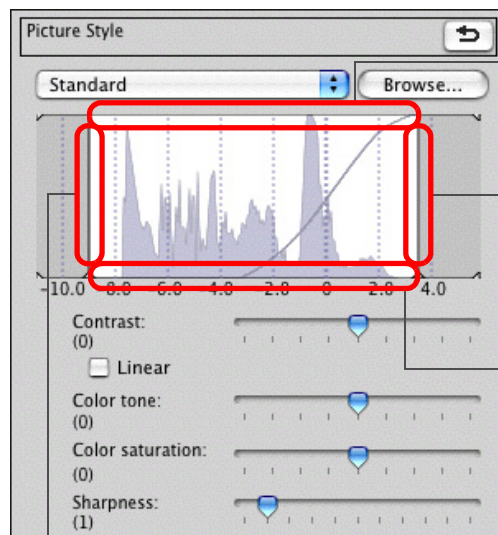 Picture Style
Standard
Browse...
-10.0 -8.0 -6.0 -4.0 -2.0 0 2.0 4.0
Contrast:
(0)
Linear
Color tone:
(0)
Color saturation:
(0)
Sharpness:
(1)